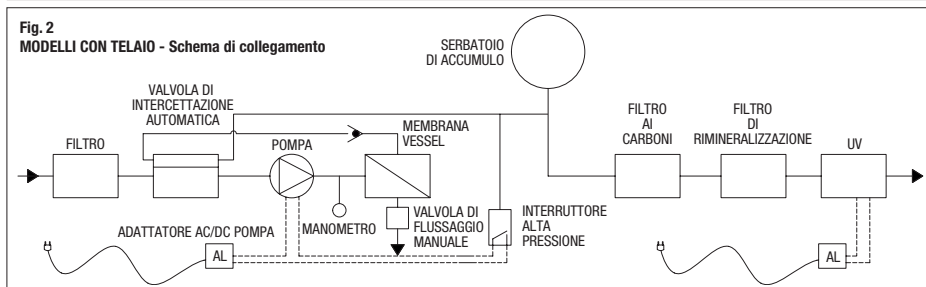 Fig. 2
MODELLI CON TELAIO - Schema di collegamento
SERBATOIO
DI ACCUMULO
VALVOLA DI
INTERCETTAZIONE
AUTOMATICA
FILTRO
POMPA
MEMBRANA
VESSEL
FILTRO
AI
CARBONI
FILTRO
DI
RIMINERALIZZAZIONE
UV
MANOMETRO
VALVOLA DI
FLUSSAGGIO
MANUALE
INTERRUTTORE
ALTA
PRESSIONE
ADATTATORE AC/DC POMPA
AL
AL